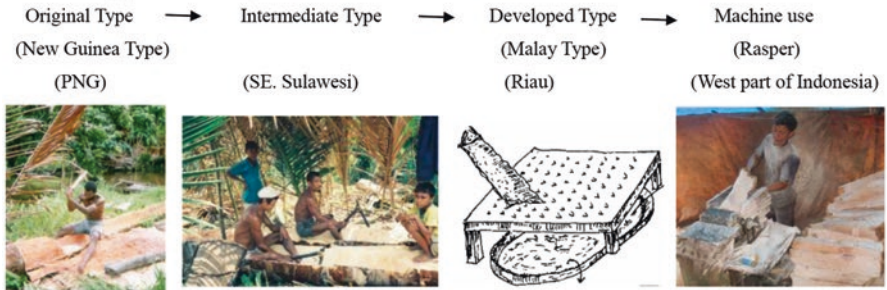 Original Type → Intermediate Type → Developed Type → Machine use
(New Guinea Type) (Malay Type) (Rasper)
(PNG) (SE. Sulawesi) (Riau) (West part of Indonesia)